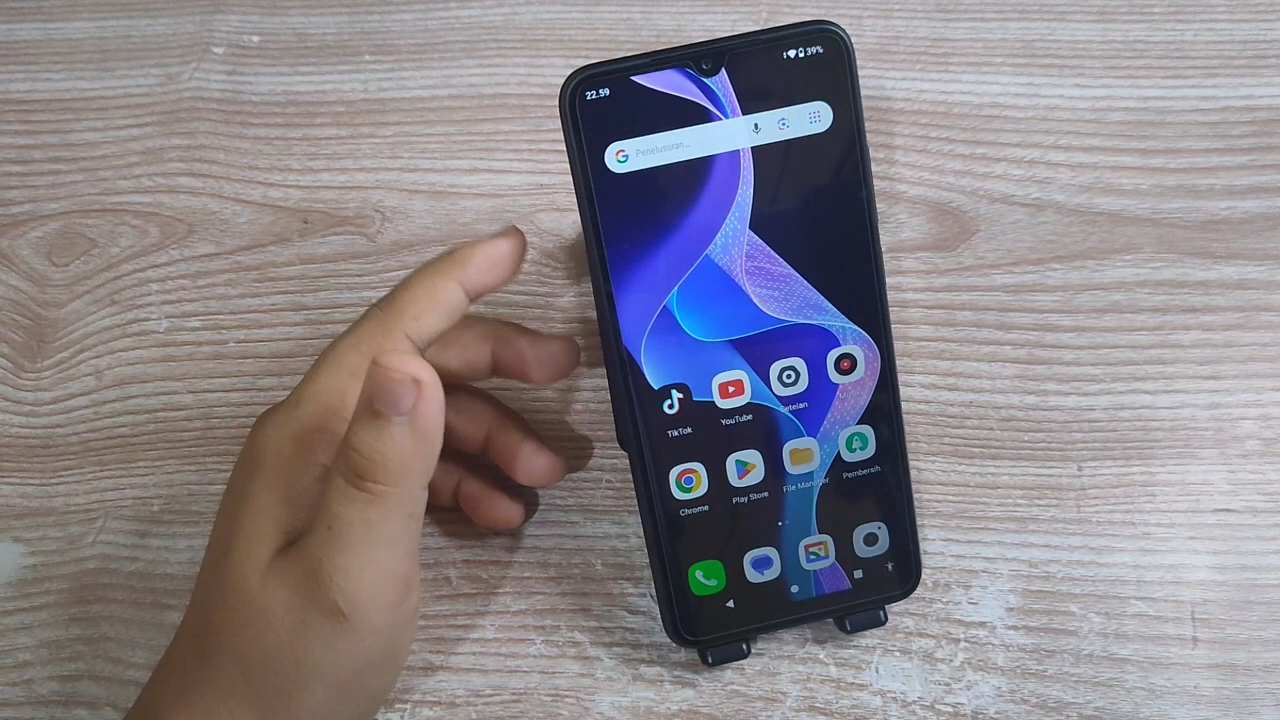 22.59
39%
Penelusuran...
TikTok
YouTube
Setelan
Chrome
Play Store
File Manager
Pembersih